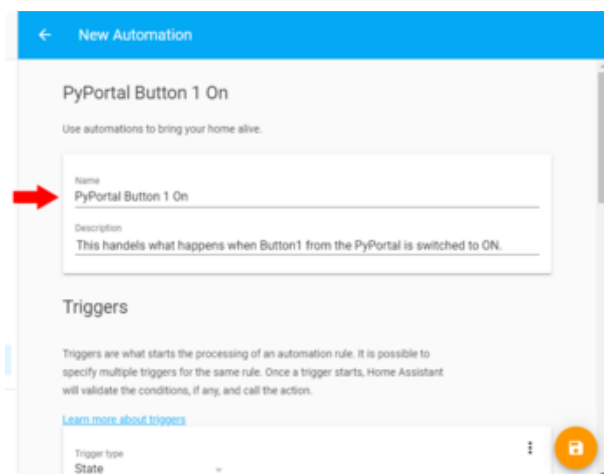 New Automation
PyPortal Button 1 On
Use automations to bring your home alive.
Name
PyPortal Button 1 On
Description
This handels what happens when Button1 from the PyPortal is switched to ON.
Triggers
Triggers are what starts the processing of an automation rule. It is possible to
specify multiple triggers for the same rule. Once a trigger starts, Home Assistant
will validate the conditions, if any, and call the action.
Learn more about triggers
Trigger type
State